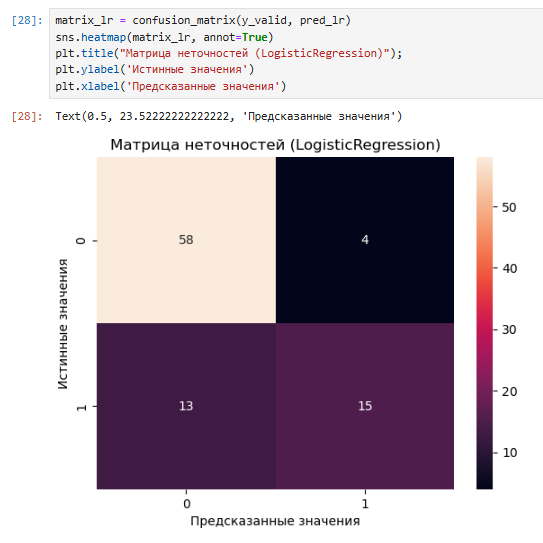 [28]: matrix_lr = confusion_matrix(y_valid, pred_lr)
sns.heatmap(matrix_lr, annot=True)
plt.title("Матрица неточностей (LogisticRegression)");
plt.ylabel('Истинные значения')
plt.xlabel('Предсказанные значения')
[28]: Text(0.5, 23.52222222222222, 'Предсказанные значения')
Матрица неточностей (LogisticRegression)
Истинные значения
0
58
4
1
13
15
0
1
Предсказанные значения
50
40
30
20
10